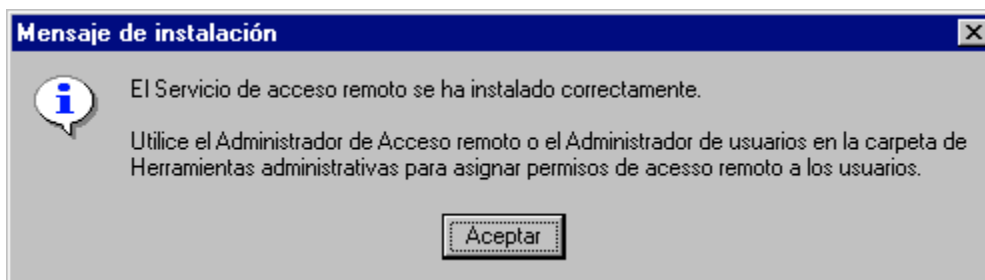 Mensaje de instalación
El Servicio de acceso remoto se ha instalado correctamente.
Utilice el Administrador de Acceso remoto o el Administrador de usuarios en la carpeta de
Herramientas administrativas para asignar permisos de acesso remoto a los usuarios.
Aceptar